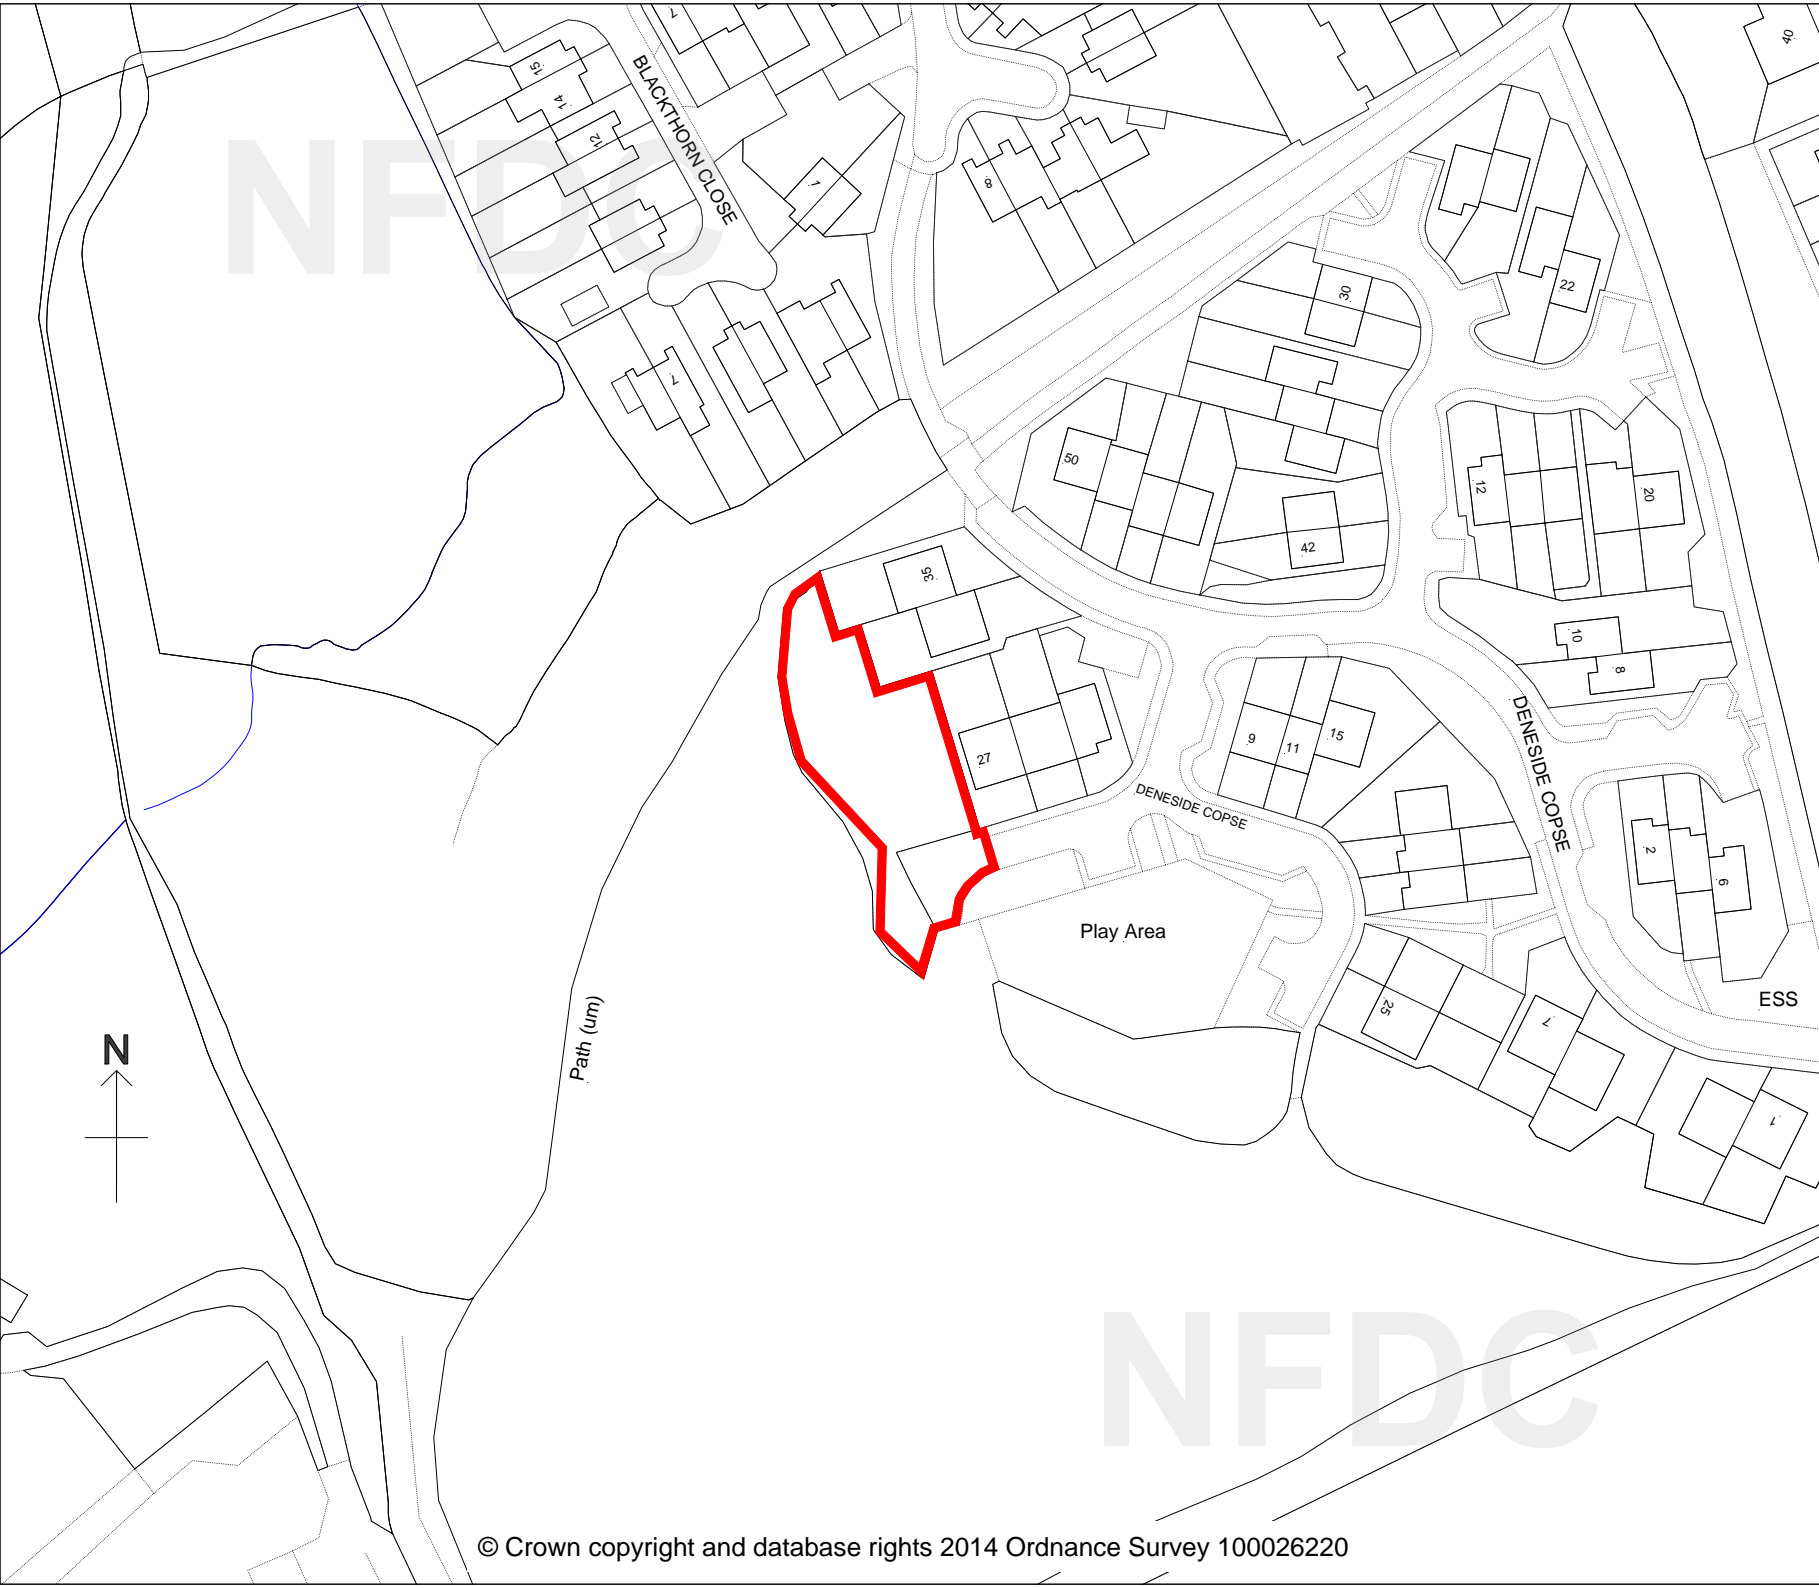 40
7
15
14
12
BLACKTHORN CLOSE
NFDC
1
8
30
22
7
50
12
20
42
35
10
8
9
11
15
27
DENESIDE COPSE
DENESIDE COPSE
2
6
Play Area
25
7
ESS
1
N
Path (um)
NFDC
© Crown copyright and database rights 2014 Ordnance Survey 100026220